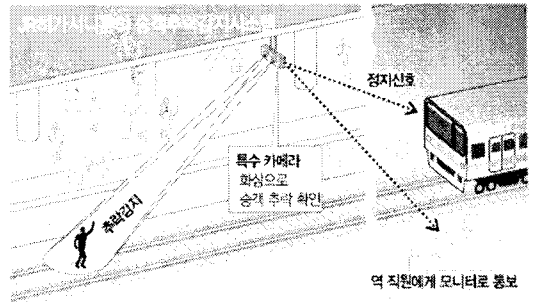 정지신호
특수 카메라
화상으로
승객 추락 확인
추락감지
역 직원에게 모니터로 통보